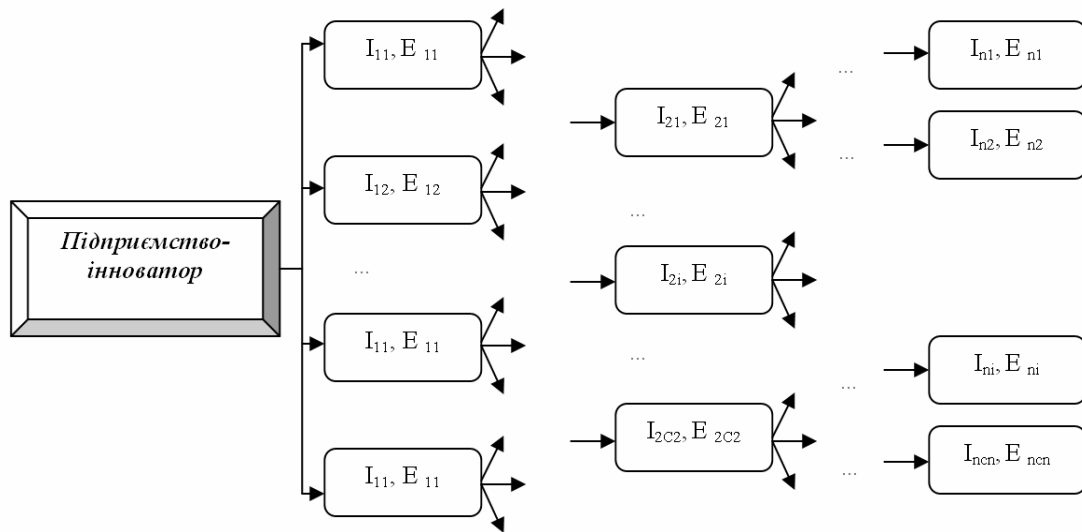 Підприємство-
інноватор
I₁₁, E ₁₁
I₁₂, E ₁₂
...
I₁₁, E ₁₁
I₁₁, E ₁₁
I₂₁, E ₂₁
...
I₂ᵢ, E ₂ᵢ
...
I₂C₂, E ₂C₂
...
...
...
...
Iₙ₁, E ₙ₁
Iₙ₂, E ₙ₂
Iₙᵢ, E ₙᵢ
Iₙcₙ, E ₙcₙ